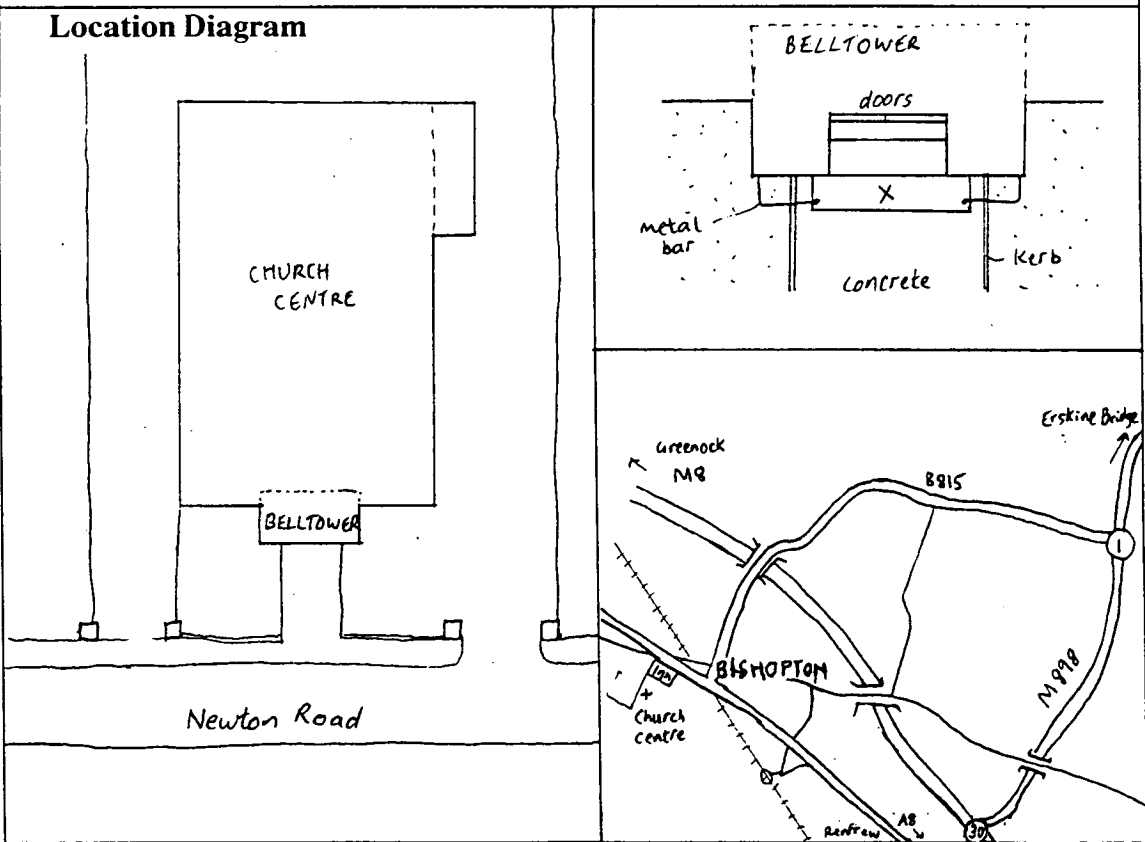 Location Diagram
CHURCH
CENTRE
BELLTOWER
Newton Road
BELLTOWER
doors
X
metal
bar
Kerb
concrete
Erskine Bridge
Greenock
M8
B815
1
BISHOPTON
M898
Inn
+
Church
centre
Renfrew
A8
30